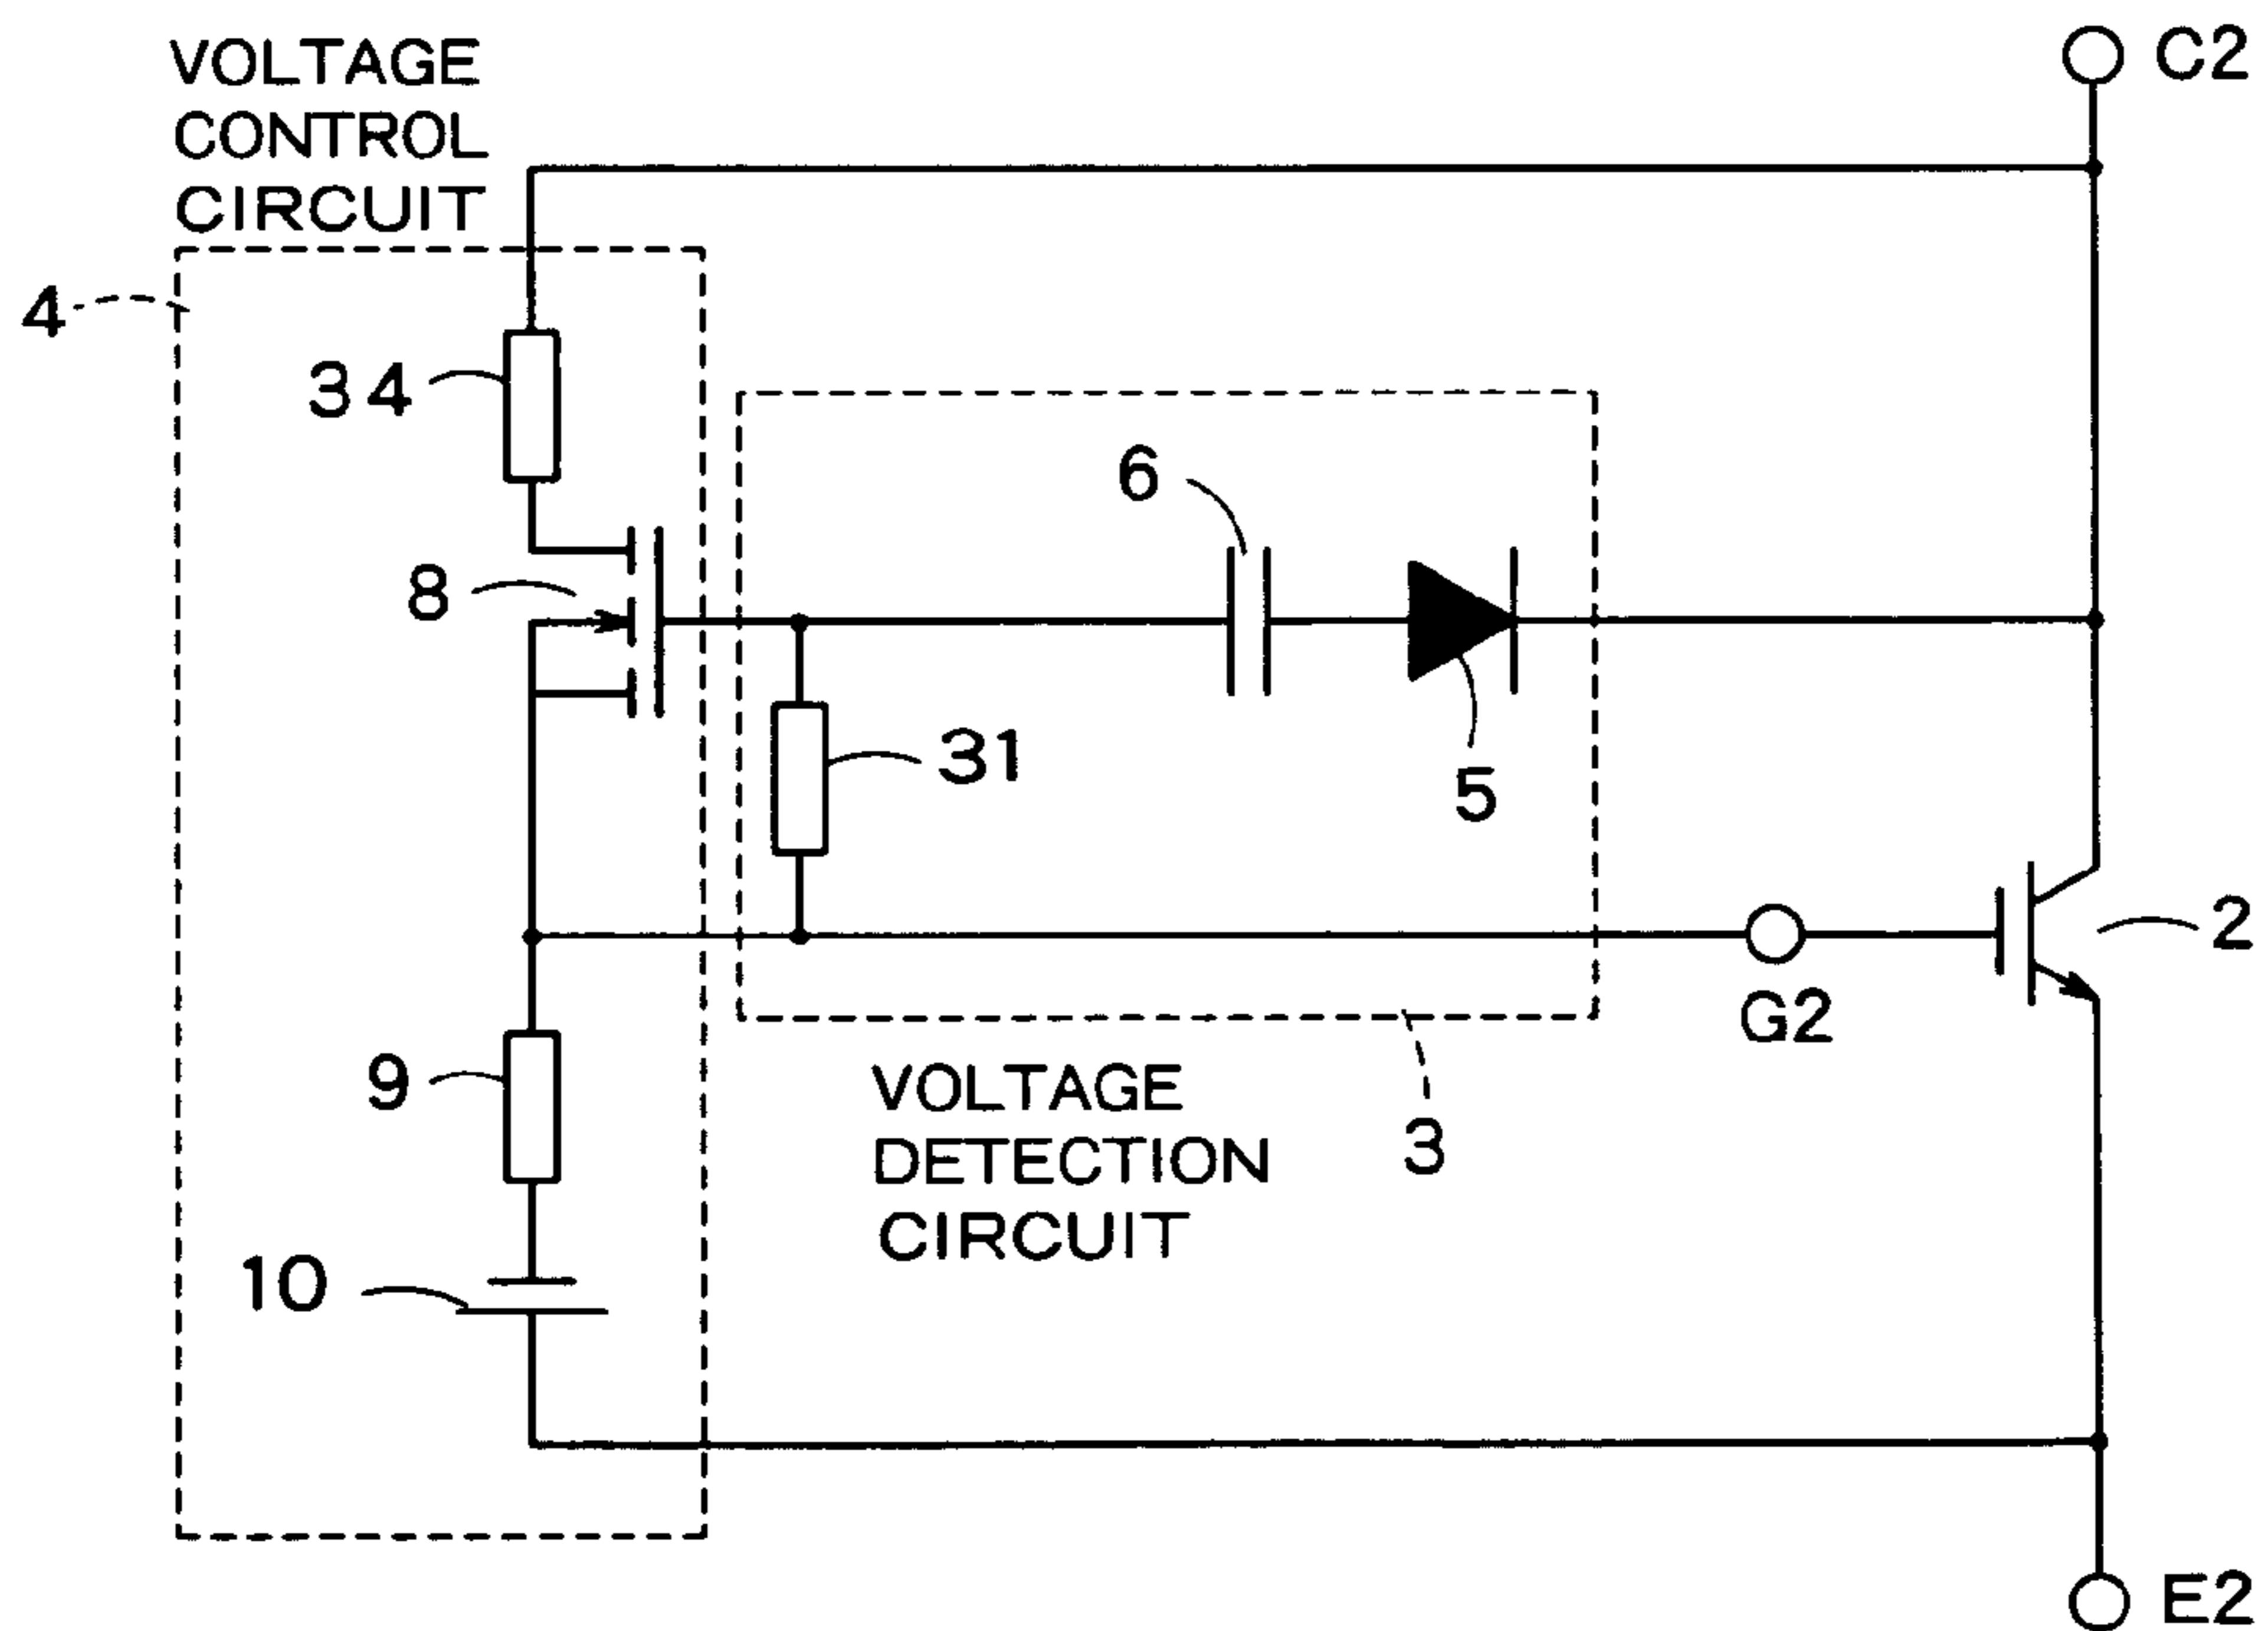 VOLTAGE
CONTROL
CIRCUIT
C2
4
34
6
8
31
5
2
G2
9
VOLTAGE
DETECTION
CIRCUIT
3
10
E2